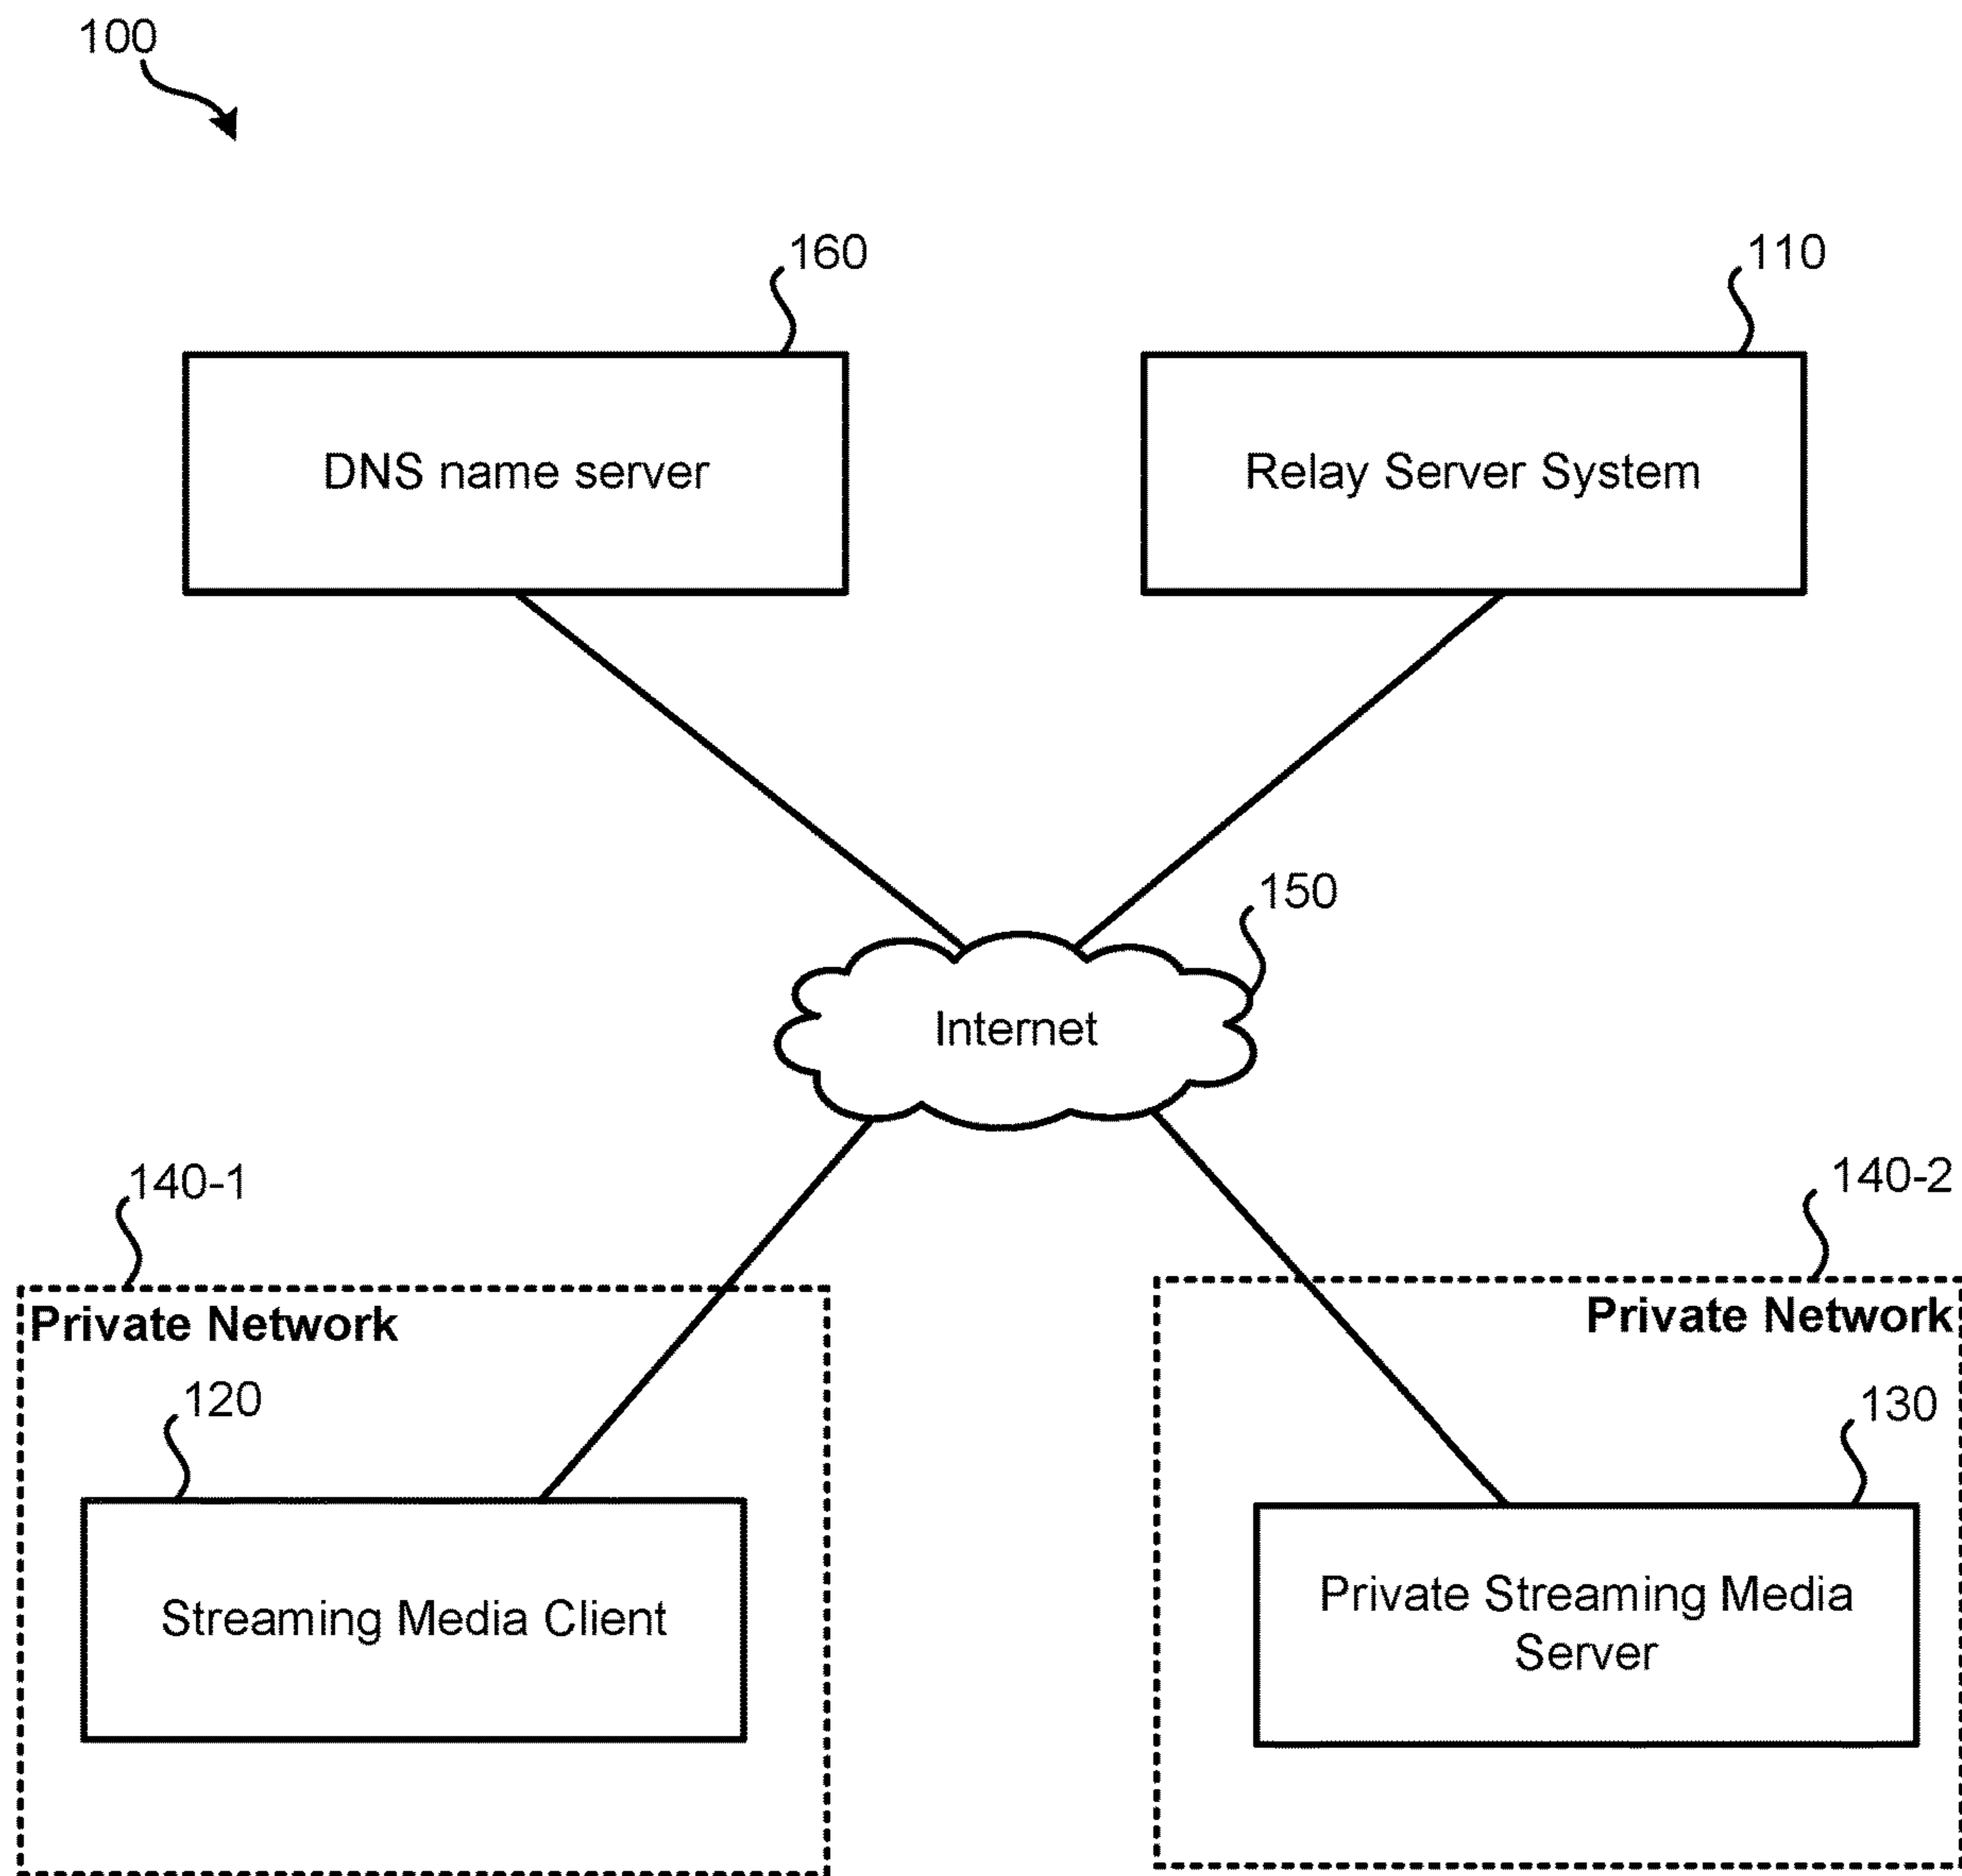 100
160
110
DNS name server
Relay Server System
150
Internet
140-1
140-2
Private Network
Private Network
120
130
Streaming Media Client
Private Streaming Media
Server